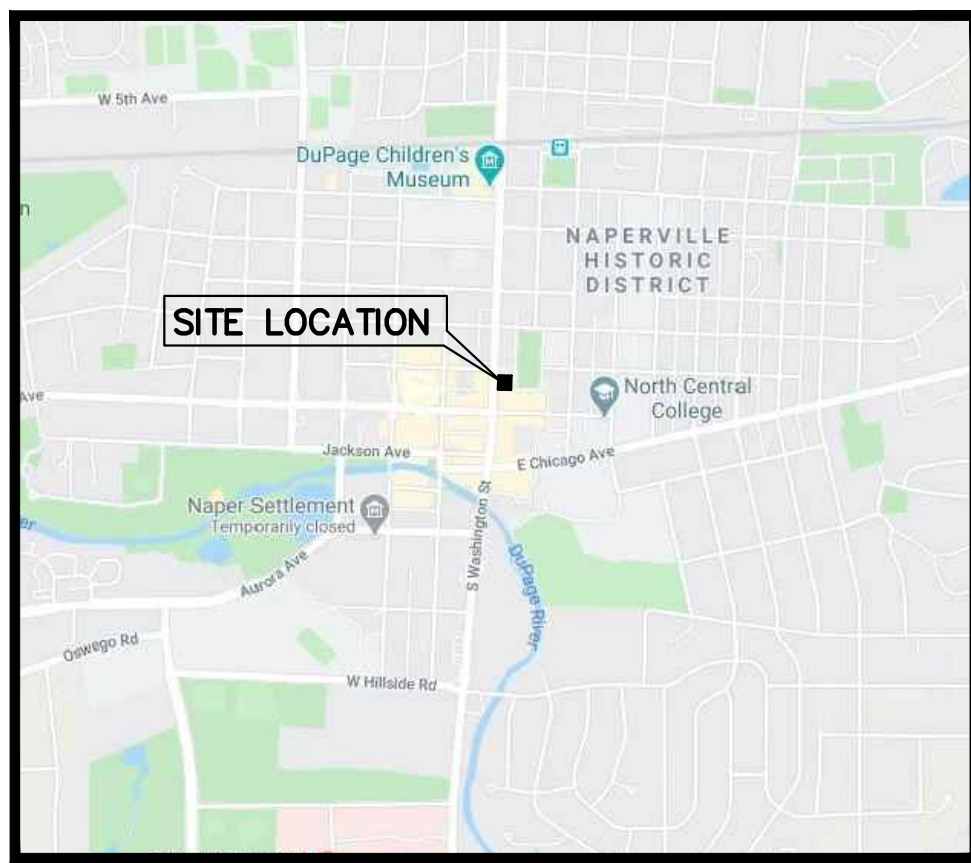 W 5th Ave
DuPage Children's
Museum
n
NAPERVILLE
HISTORIC
DISTRICT
SITE LOCATION
North Central
College
Ave
Jackson Ave
E Chicago Ave
Naper Settlement
Temporarily closed
er
S Washington St
DuPage River
Aurora Ave
Oswego Rd
W Hillside Rd